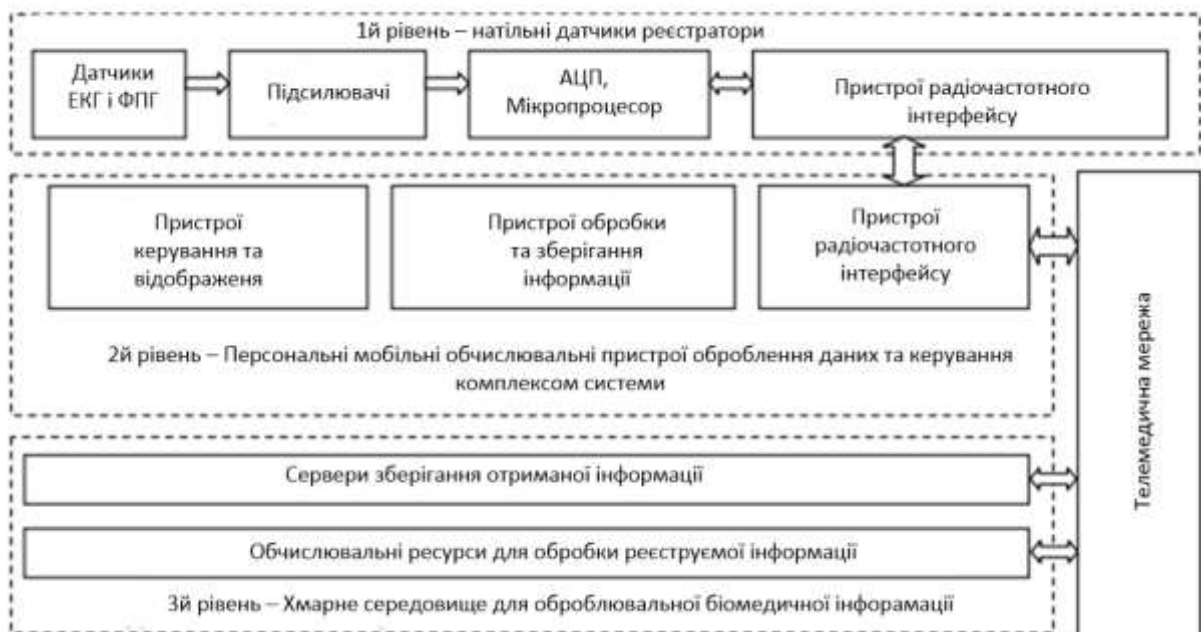 1й рівень – натільні датчики реєстратори
Датчики
ЕКГ і ФПГ
Підсилювачі
АЦП,
Мікропроцесор
Пристрої радіочастотного
інтерфейсу
Пристрої
керування та
відображеня
Пристрої обробки
та зберігання
інформації
Пристрої
радіочастотного
інтерфейсу
2й рівень – Персональні мобільні обчислювальні пристрої оброблення даних та керування
комплексом системи
Телемедична мережа
Сервери зберігання отриманої інформації
Обчислювальні ресурси для обробки реєструємої інформації
3й рівень – Хмарне середовище для оброблювальної біомедичної інфорамації